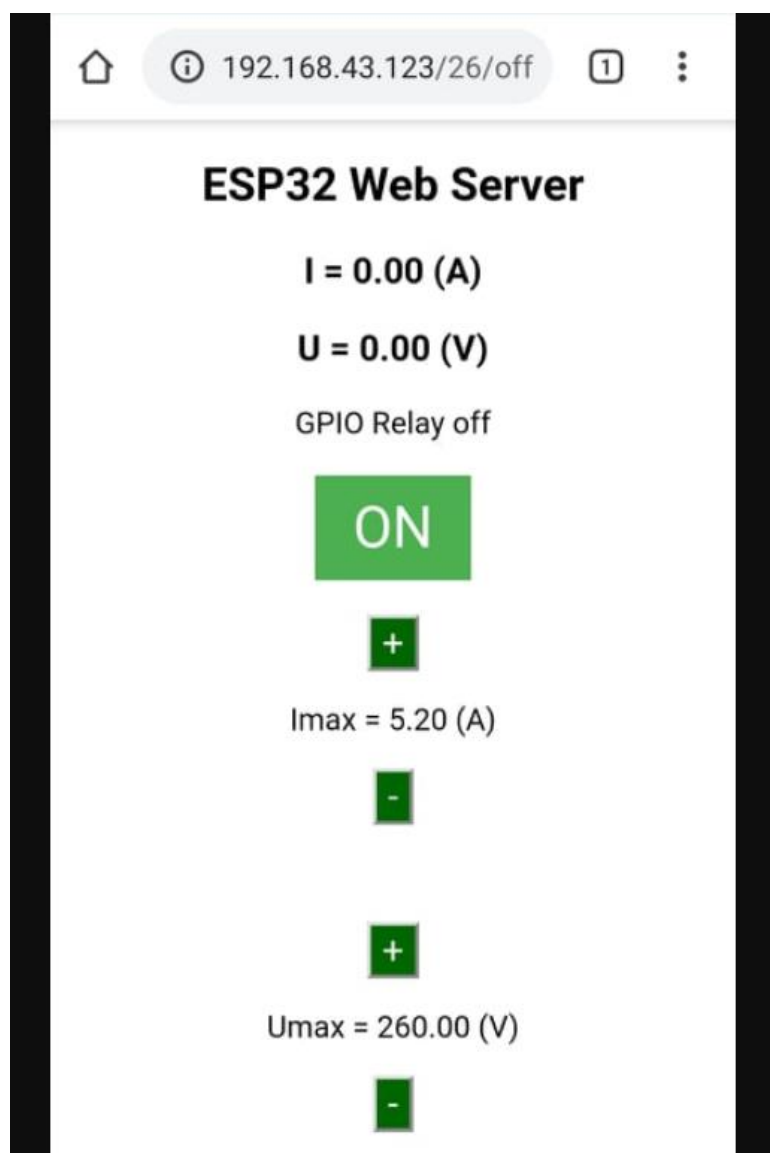 192.168.43.123/26/off 1
ESP32 Web Server
I = 0.00 (A)
U = 0.00 (V)
GPIO Relay off
ON
+
Imax = 5.20 (A)
-
+
Umax = 260.00 (V)
-